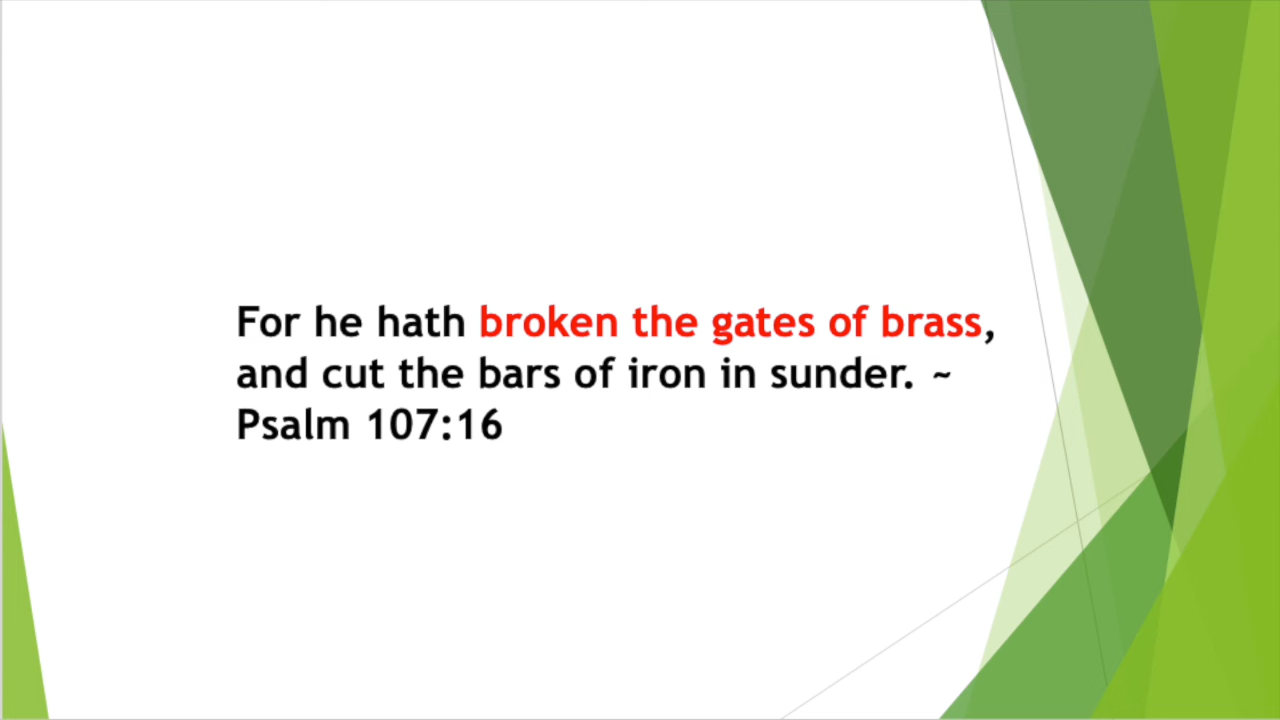 For he hath broken the gates of brass,
and cut the bars of iron in sunder. ~
Psalm 107:16